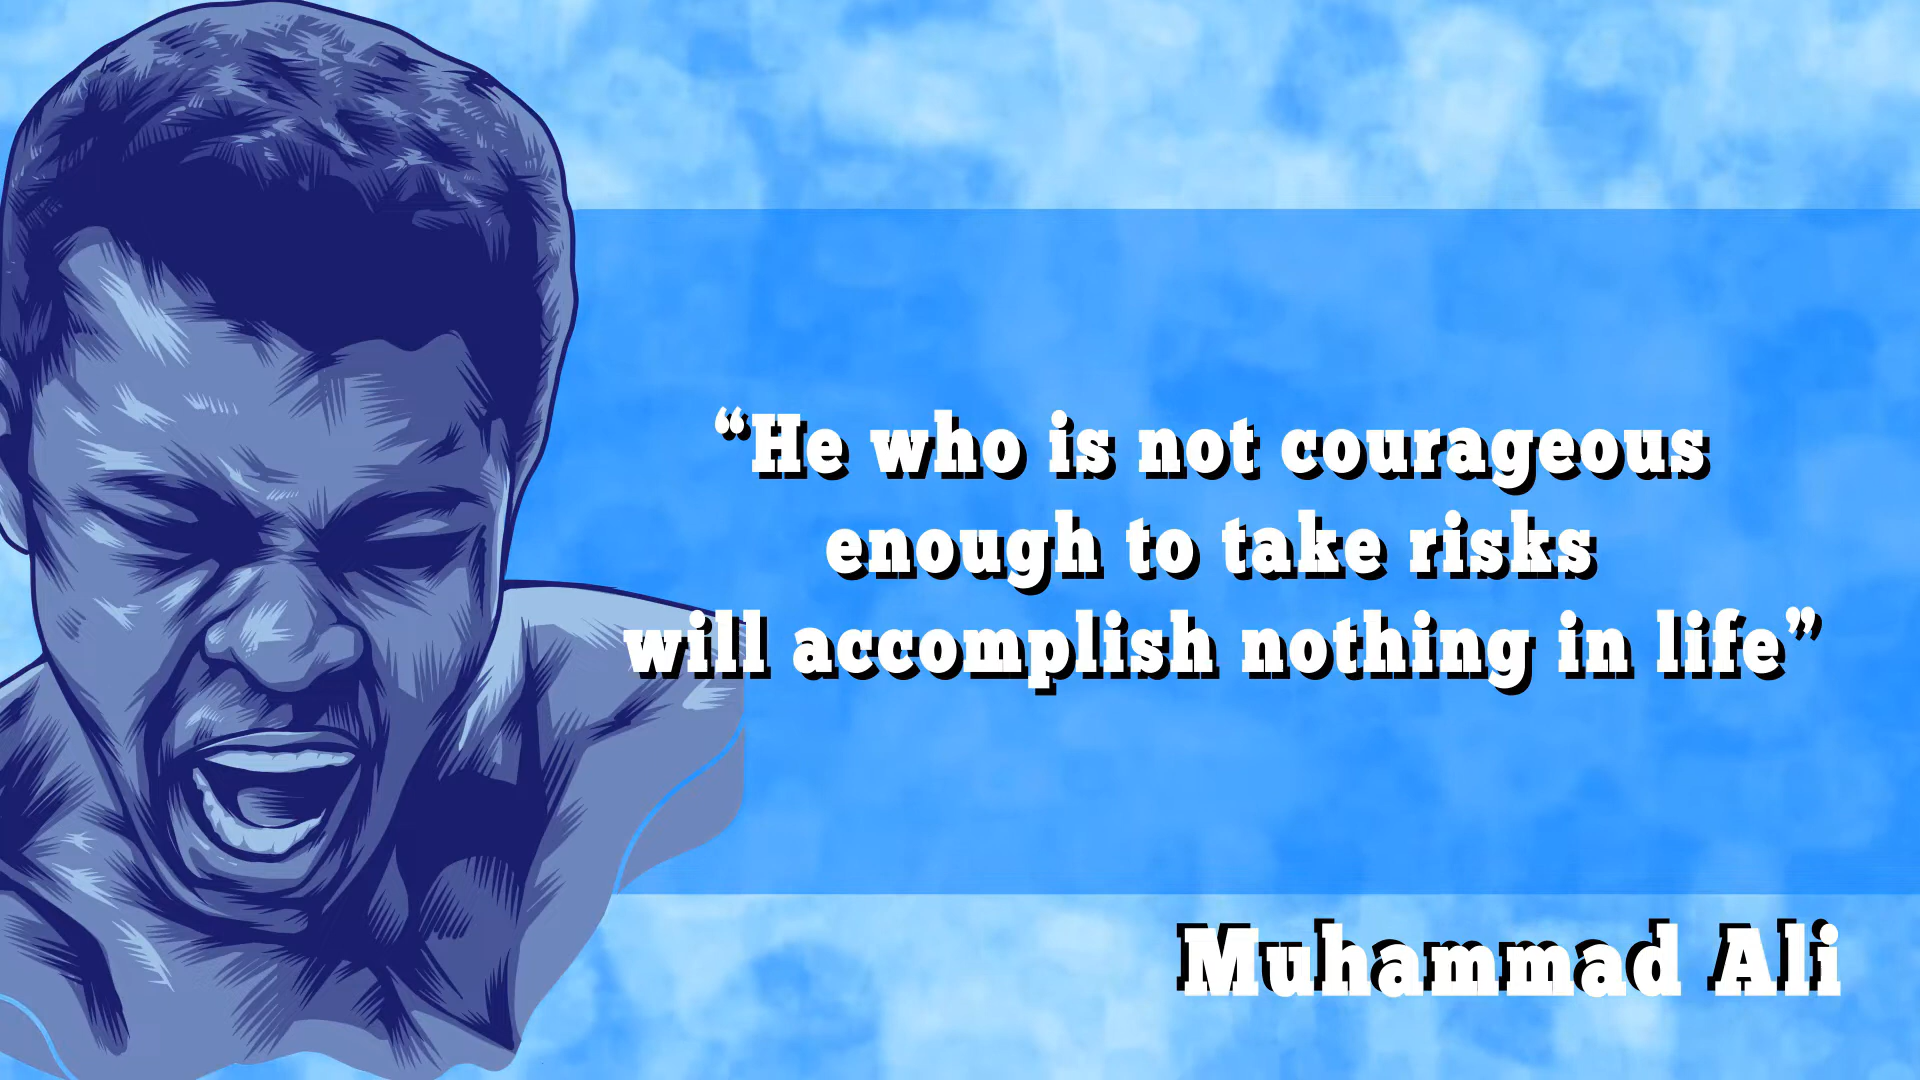 “He who is not courageous
enough to take risks
will accomplish nothing in life”
Muhammad Ali